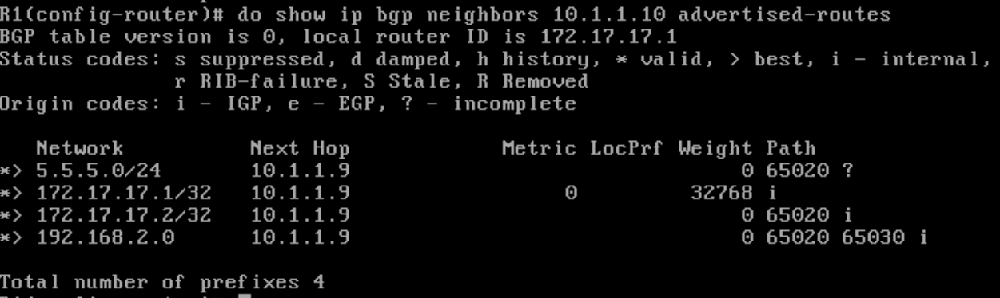 R1(config-router)# do show ip bgp neighbors 10.1.1.10 advertised-routes
BGP table version is 0, local router ID is 172.17.17.1
Status codes: s suppressed, d damped, h history, * valid, > best, i - internal,
              r RIB-failure, S Stale, R Removed
Origin codes: i - IGP, e - EGP, ? - incomplete

   Network          Next Hop            Metric LocPrf Weight Path
*> 5.5.5.0/24       10.1.1.9                               0 65020 ?
*> 172.17.17.1/32   10.1.1.9                 0         32768 i
*> 172.17.17.2/32   10.1.1.9                               0 65020 i
*> 192.168.2.0      10.1.1.9                               0 65020 65030 i

Total number of prefixes 4